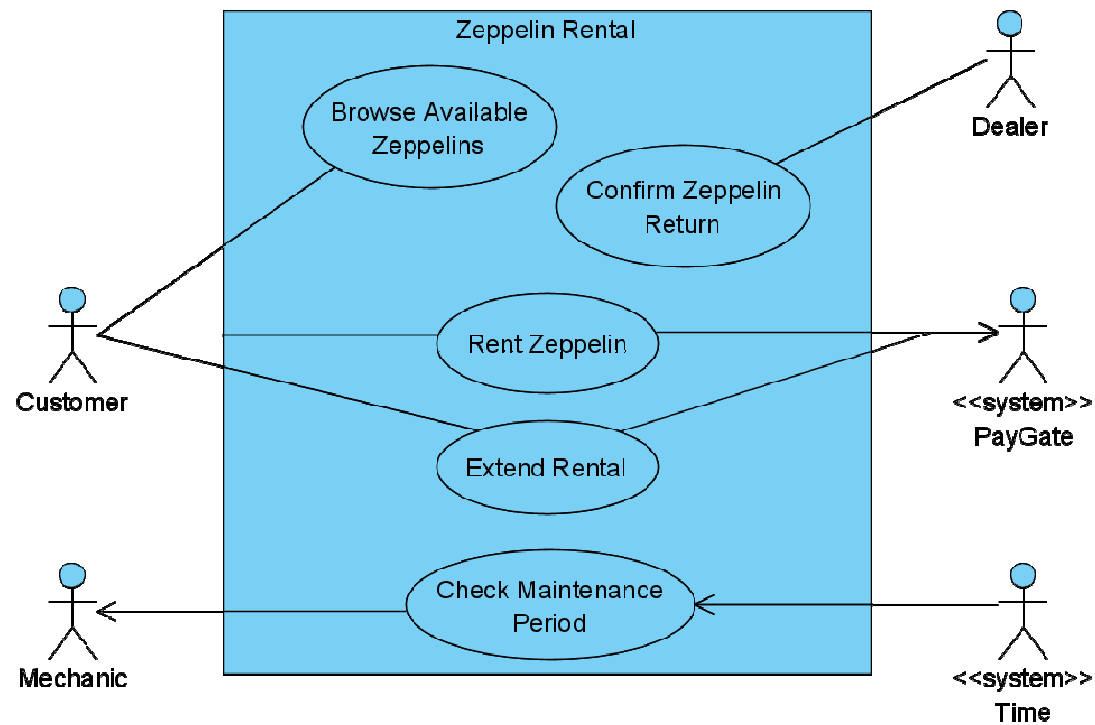 Zeppelin Rental
Browse Available
Zeppelins
Dealer
Confirm Zeppelin
Return
Rent Zeppelin
Customer
<<system>>
PayGate
Extend Rental
Check Maintenance
Period
Mechanic
<<system>>
Time